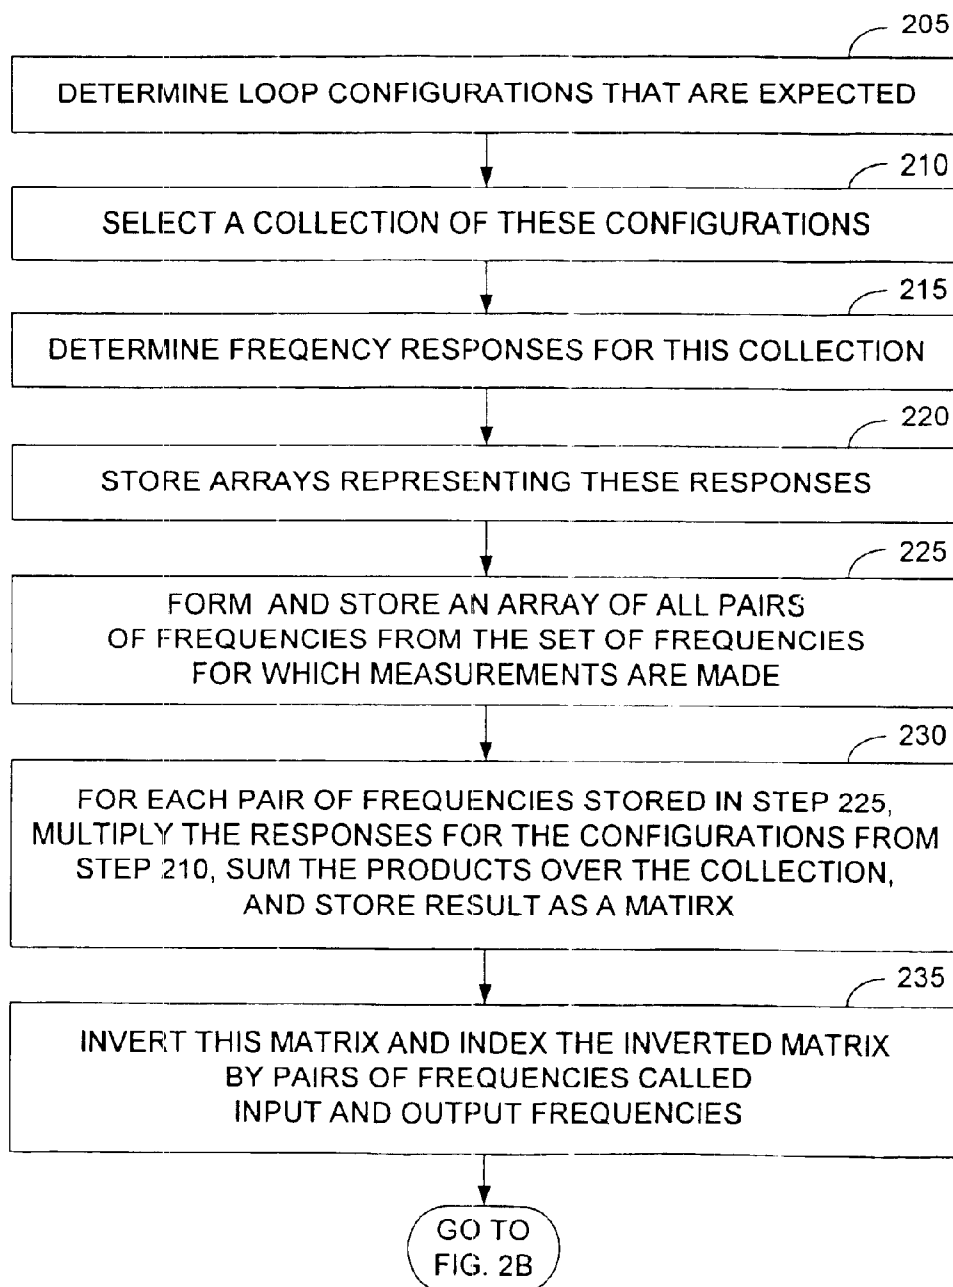 205
DETERMINE LOOP CONFIGURATIONS THAT ARE EXPECTED
210
SELECT A COLLECTION OF THESE CONFIGURATIONS
215
DETERMINE FREQENCY RESPONSES FOR THIS COLLECTION
220
STORE ARRAYS REPRESENTING THESE RESPONSES
225
FORM AND STORE AN ARRAY OF ALL PAIRS
OF FREQUENCIES FROM THE SET OF FREQUENCIES
FOR WHICH MEASUREMENTS ARE MADE
230
FOR EACH PAIR OF FREQUENCIES STORED IN STEP 225,
MULTIPLY THE RESPONSES FOR THE CONFIGURATIONS FROM
STEP 210, SUM THE PRODUCTS OVER THE COLLECTION,
AND STORE RESULT AS A MATIRX
235
INVERT THIS MATRIX AND INDEX THE INVERTED MATRIX
BY PAIRS OF FREQUENCIES CALLED
INPUT AND OUTPUT FREQUENCIES
GO TO
FIG. 2B